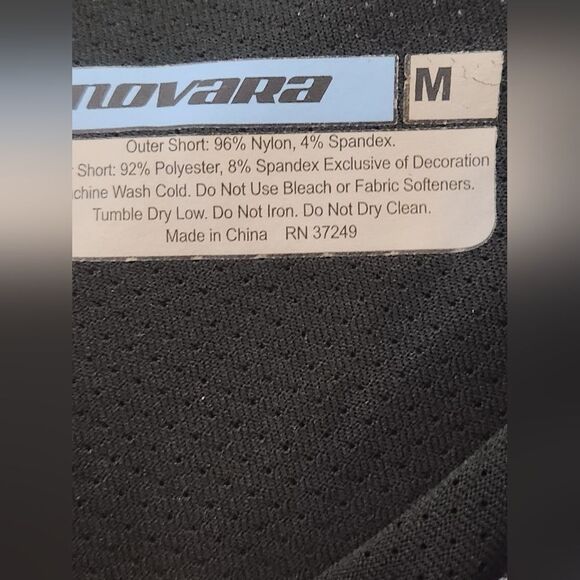 novara M
Outer Short: 96% Nylon, 4% Spandex.
Short: 92% Polyester, 8% Spandex Exclusive of Decoration
chine Wash Cold. Do Not Use Bleach or Fabric Softeners.
Tumble Dry Low. Do Not Iron. Do Not Dry Clean.
Made in China RN 37249